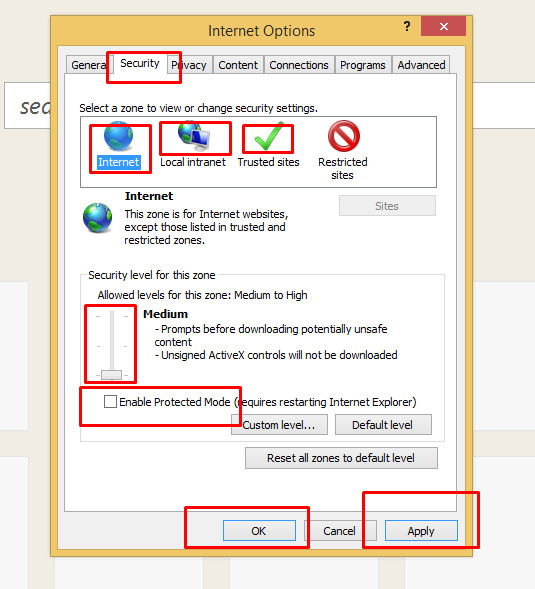 Internet Options
?
sea
General
Security
Privacy
Content
Connections
Programs
Advanced
Select a zone to view or change security settings.
Internet
Local intranet
Trusted sites
Restricted
sites
Internet
This zone is for Internet websites,
except those listed in trusted and
restricted zones.
Sites
Security level for this zone
Allowed levels for this zone: Medium to High
Medium
- Prompts before downloading potentially unsafe
content
- Unsigned ActiveX controls will not be downloaded
Enable Protected Mode (requires restarting Internet Explorer)
Custom level...
Default level
Reset all zones to default level
OK
Cancel
Apply